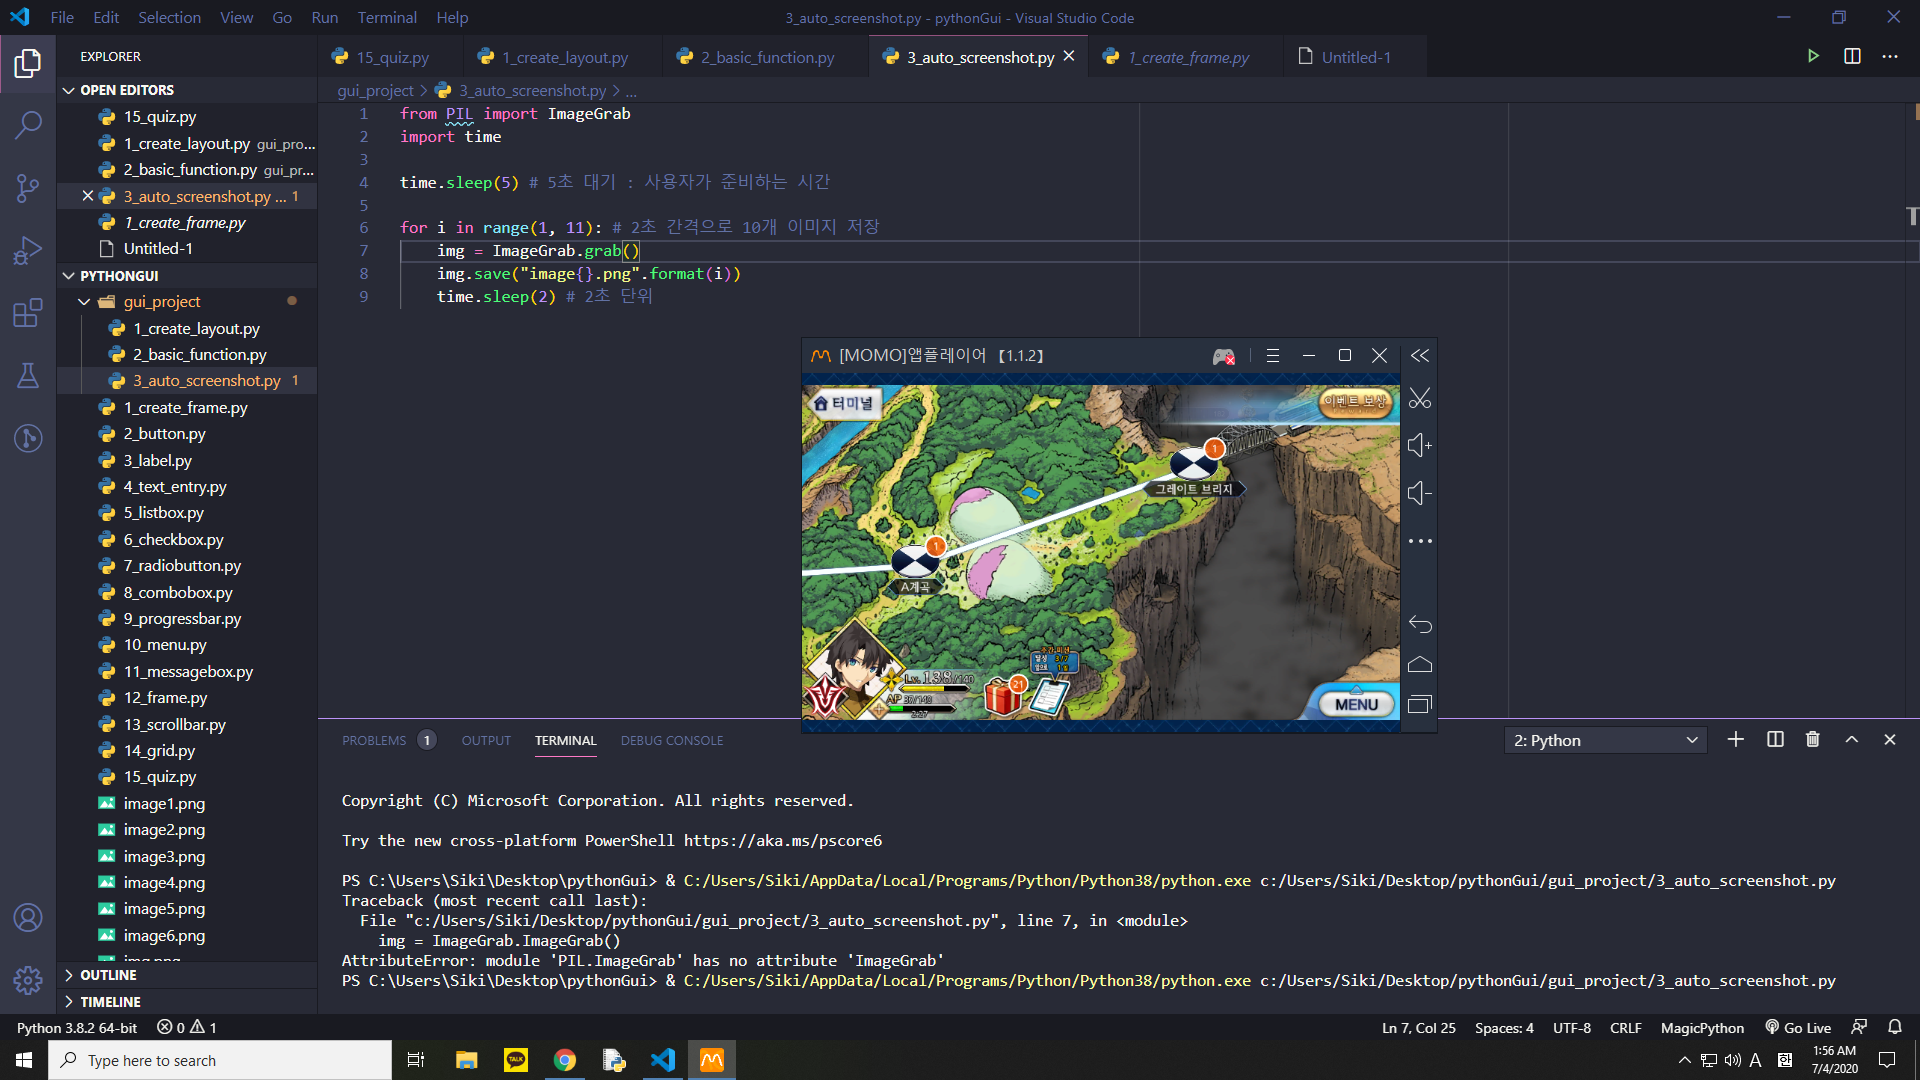 File Edit Selection View Go Run Terminal Help
3_auto_screenshot.py - pythonGui - Visual Studio Code
EXPLORER
OPEN EDITORS
15_quiz.py
1_create_layout.py gui_pro...
2_basic_function.py gui_pr...
3_auto_screenshot.py ... 1
1_create_frame.py
Untitled-1
PYTHONGUI
gui_project
1_create_layout.py
2_basic_function.py
3_auto_screenshot.py 1
1_create_frame.py
2_button.py
3_label.py
4_text_entry.py
5_listbox.py
6_checkbox.py
7_radiobutton.py
8_combobox.py
9_progressbar.py
10_menu.py
11_messagebox.py
12_frame.py
13_scrollbar.py
14_grid.py
15_quiz.py
image1.png
image2.png
image3.png
image4.png
image5.png
image6.png
img.png
OUTLINE
TIMELINE
15_quiz.py 1_create_layout.py 2_basic_function.py 3_auto_screenshot.py 1_create_frame.py Untitled-1
gui_project > 3_auto_screenshot.py > ...
1 from PIL import ImageGrab
2 import time
3
4 time.sleep(5) # 5초 대기 : 사용자가 준비하는 시간
5
6 for i in range(1, 11): # 2초 간격으로 10개 이미지 저장
7 img = ImageGrab.grab()
8 img.save("image{}.png".format(i))
9 time.sleep(2) # 2초 단위
[MOMO]앱플레이어 【1.1.2】
터미널
이벤트 보상
1
그레이트 브리지
1
A계곡
Lv.138/140
AP 37/140
2:27
21
MENU
PROBLEMS 1 OUTPUT TERMINAL DEBUG CONSOLE
2: Python
Copyright (C) Microsoft Corporation. All rights reserved.
Try the new cross-platform PowerShell https://aka.ms/pscore6
PS C:\Users\Siki\Desktop\pythonGui> & C:/Users/Siki/AppData/Local/Programs/Python/Python38/python.exe c:/Users/Siki/Desktop/pythonGui/gui_project/3_auto_screenshot.py
Traceback (most recent call last):
File "c:/Users/Siki/Desktop/pythonGui/gui_project/3_auto_screenshot.py", line 7, in <module>
img = ImageGrab.ImageGrab()
AttributeError: module 'PIL.ImageGrab' has no attribute 'ImageGrab'
PS C:\Users\Siki\Desktop\pythonGui> & C:/Users/Siki/AppData/Local/Programs/Python/Python38/python.exe c:/Users/Siki/Desktop/pythonGui/gui_project/3_auto_screenshot.py
Python 3.8.2 64-bit 0 1
Ln 7, Col 25 Spaces: 4 UTF-8 CRLF MagicPython Go Live
Type here to search
TALK
A 한
1:56 AM
7/4/2020